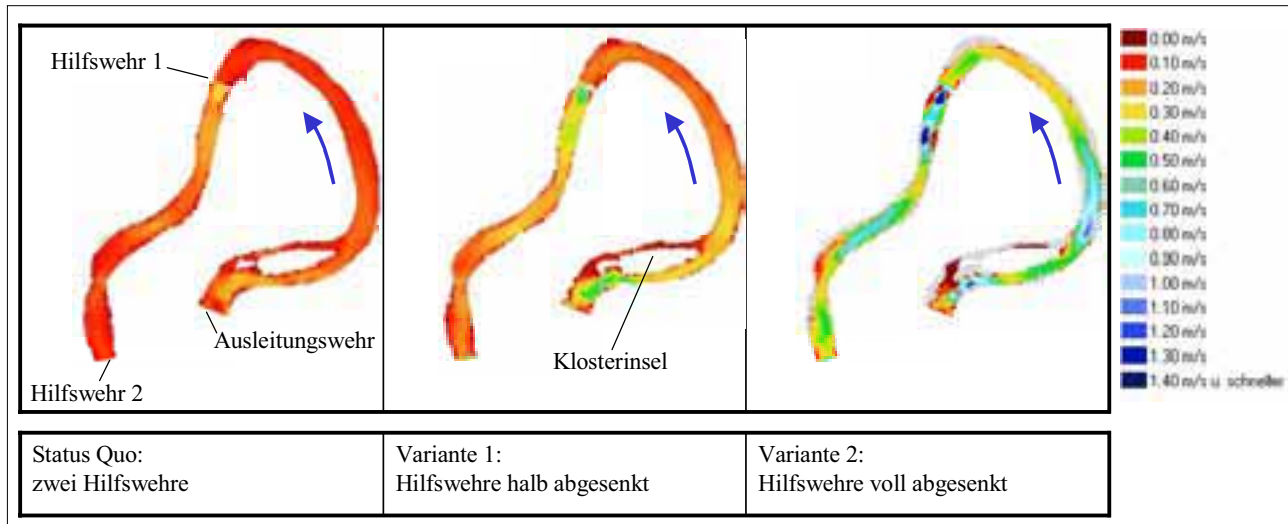 Hilfswehr 1
Ausleitungswehr
Hilfswehr 2
Klosterinsel
0.00 m/s
0.10 m/s
0.20 m/s
0.30 m/s
0.40 m/s
0.50 m/s
0.60 m/s
0.70 m/s
0.80 m/s
0.90 m/s
1.00 m/s
1.10 m/s
1.20 m/s
1.30 m/s
1.40 m/s u. schneller
Status Quo:
zwei Hilfswehre
Variante 1:
Hilfswehre halb abgesenkt
Variante 2:
Hilfswehre voll abgesenkt